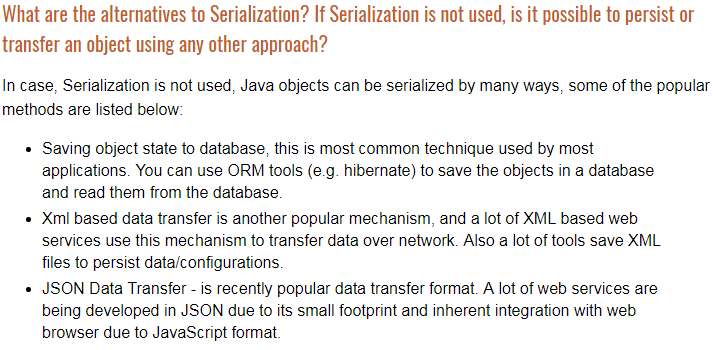 What are the alternatives to Serialization? If Serialization is not used, is it possible to persist or
transfer an object using any other approach?
In case, Serialization is not used, Java objects can be serialized by many ways, some of the popular
methods are listed below:
• Saving object state to database, this is most common technique used by most
applications. You can use ORM tools (e.g. hibernate) to save the objects in a database
and read them from the database.
• Xml based data transfer is another popular mechanism, and a lot of XML based web
services use this mechanism to transfer data over network. Also a lot of tools save XML
files to persist data/configurations.
• JSON Data Transfer - is recently popular data transfer format. A lot of web services are
being developed in JSON due to its small footprint and inherent integration with web
browser due to JavaScript format.